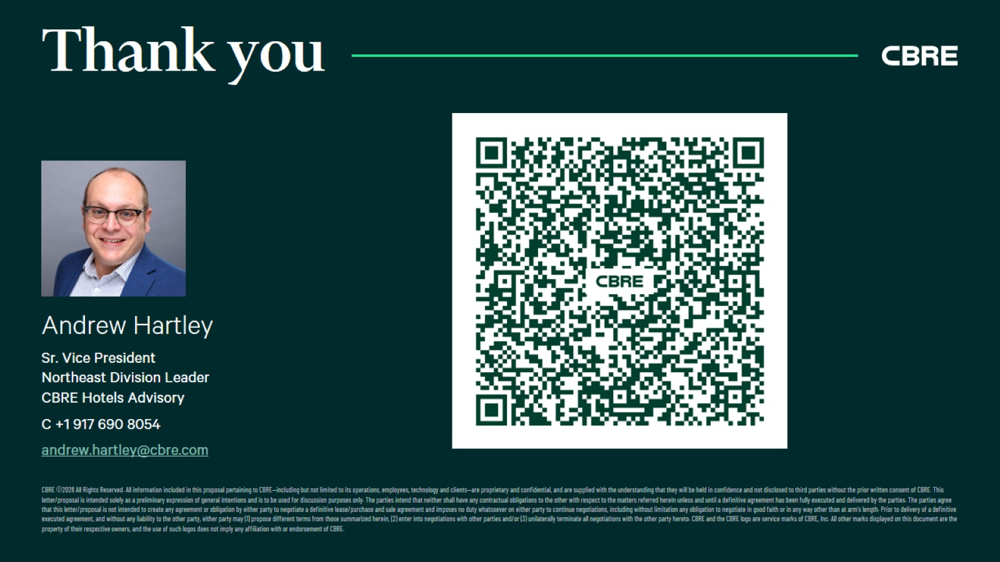 Thank you
CBRE
CBRE
Andrew Hartley
Sr. Vice President
Northeast Division Leader
CBRE Hotels Advisory
C +1 917 690 8054
andrew.hartley@cbre.com
CBRE ©2026 All Rights Reserved. All information included in this proposal pertaining to CBRE—including but not limited to its operations, employees, technology and clients—are proprietary and confidential, and are supplied with the understanding that they will be held in confidence and not disclosed to third parties without the prior written consent of CBRE. This
letter/proposal is intended solely as a preliminary expression of general intentions and is to be used for discussion purposes only. The parties intend that neither shall have any contractual obligations to the other with respect to the matters referred herein unless and until a definitive agreement has been fully executed and delivered by the parties. The parties agree
that this letter/proposal is not intended to create any agreement or obligation by either party to negotiate a definitive lease/purchase and sale agreement and imposes no duty whatsoever on either party to continue negotiations, including without limitation any obligation to negotiate in good faith or in any way other than at arm's length. Prior to delivery of a definitive
executed agreement, and without any liability to the other party, either party may (1) propose different terms from those summarized herein, (2) enter into negotiations with other parties and/or (3) unilaterally terminate all negotiations with the other party hereto. CBRE and the CBRE logo are service marks of CBRE, Inc. All other marks displayed on this document are the
property of their respective owners, and the use of such logos does not imply any affiliation with or endorsement of CBRE.